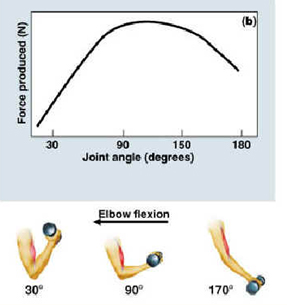 (b)
Force produced (N)
30 90 150 180
Joint angle (degrees)
Elbow flexion
30° 90° 170°